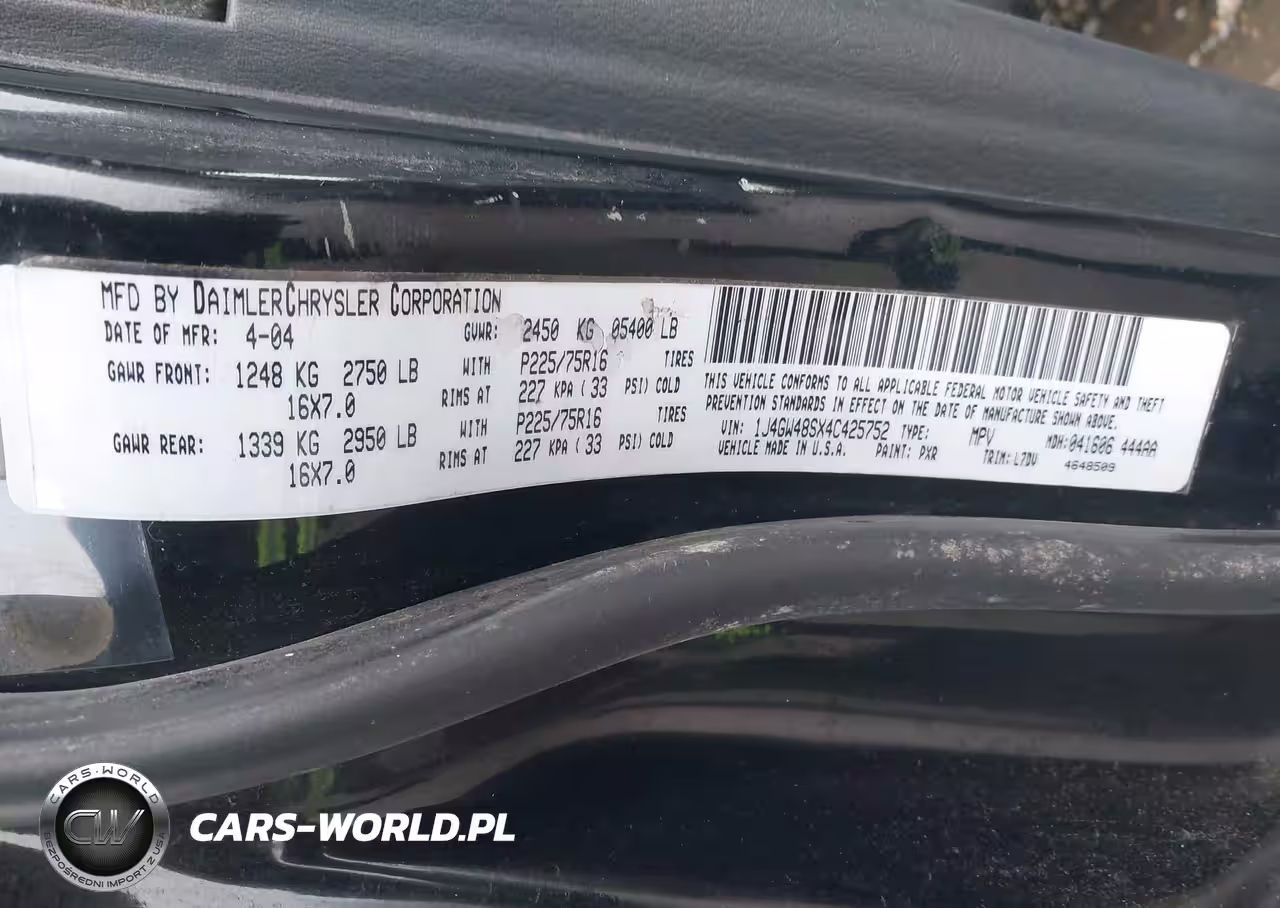 MFD BY DAIMLERCHRYSLER CORPORATION
DATE OF MFR: 4-04 GVWR: 2450 KG 05400 LB
GAWR FRONT: 1248 KG 2750 LB WITH P225/75R16 TIRES
16X7.0 RIMS AT 227 KPA ( 33 PSI) COLD
GAWR REAR: 1339 KG 2950 LB WITH P225/75R16 TIRES
16X7.0 RIMS AT 227 KPA ( 33 PSI) COLD
THIS VEHICLE CONFORMS TO ALL APPLICABLE FEDERAL MOTOR VEHICLE SAFETY AND THEFT
PREVENTION STANDARDS IN EFFECT ON THE DATE OF MANUFACTURE SHOWN ABOVE.
VIN: 1J4GW48SX4C425752 TYPE: MPV MDH:041606 444AA
VEHICLE MADE IN U.S.A. PAINT: PXR TRIM: L7DV 4648509
CARS-WORLD
CW
BEZPOŚREDNI IMPORT Z USA
CARS-WORLD.PL